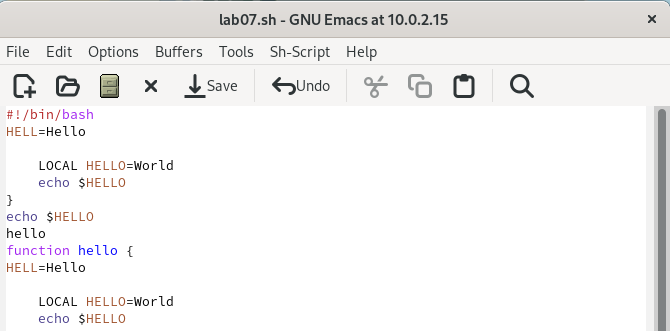 lab07.sh - GNU Emacs at 10.0.2.15
File Edit Options Buffers Tools Sh-Script Help
Save Undo
#!/bin/bash
HELL=Hello
    LOCAL HELLO=World
    echo $HELLO
}
echo $HELLO
hello
function hello {
HELL=Hello
    LOCAL HELLO=World
    echo $HELLO